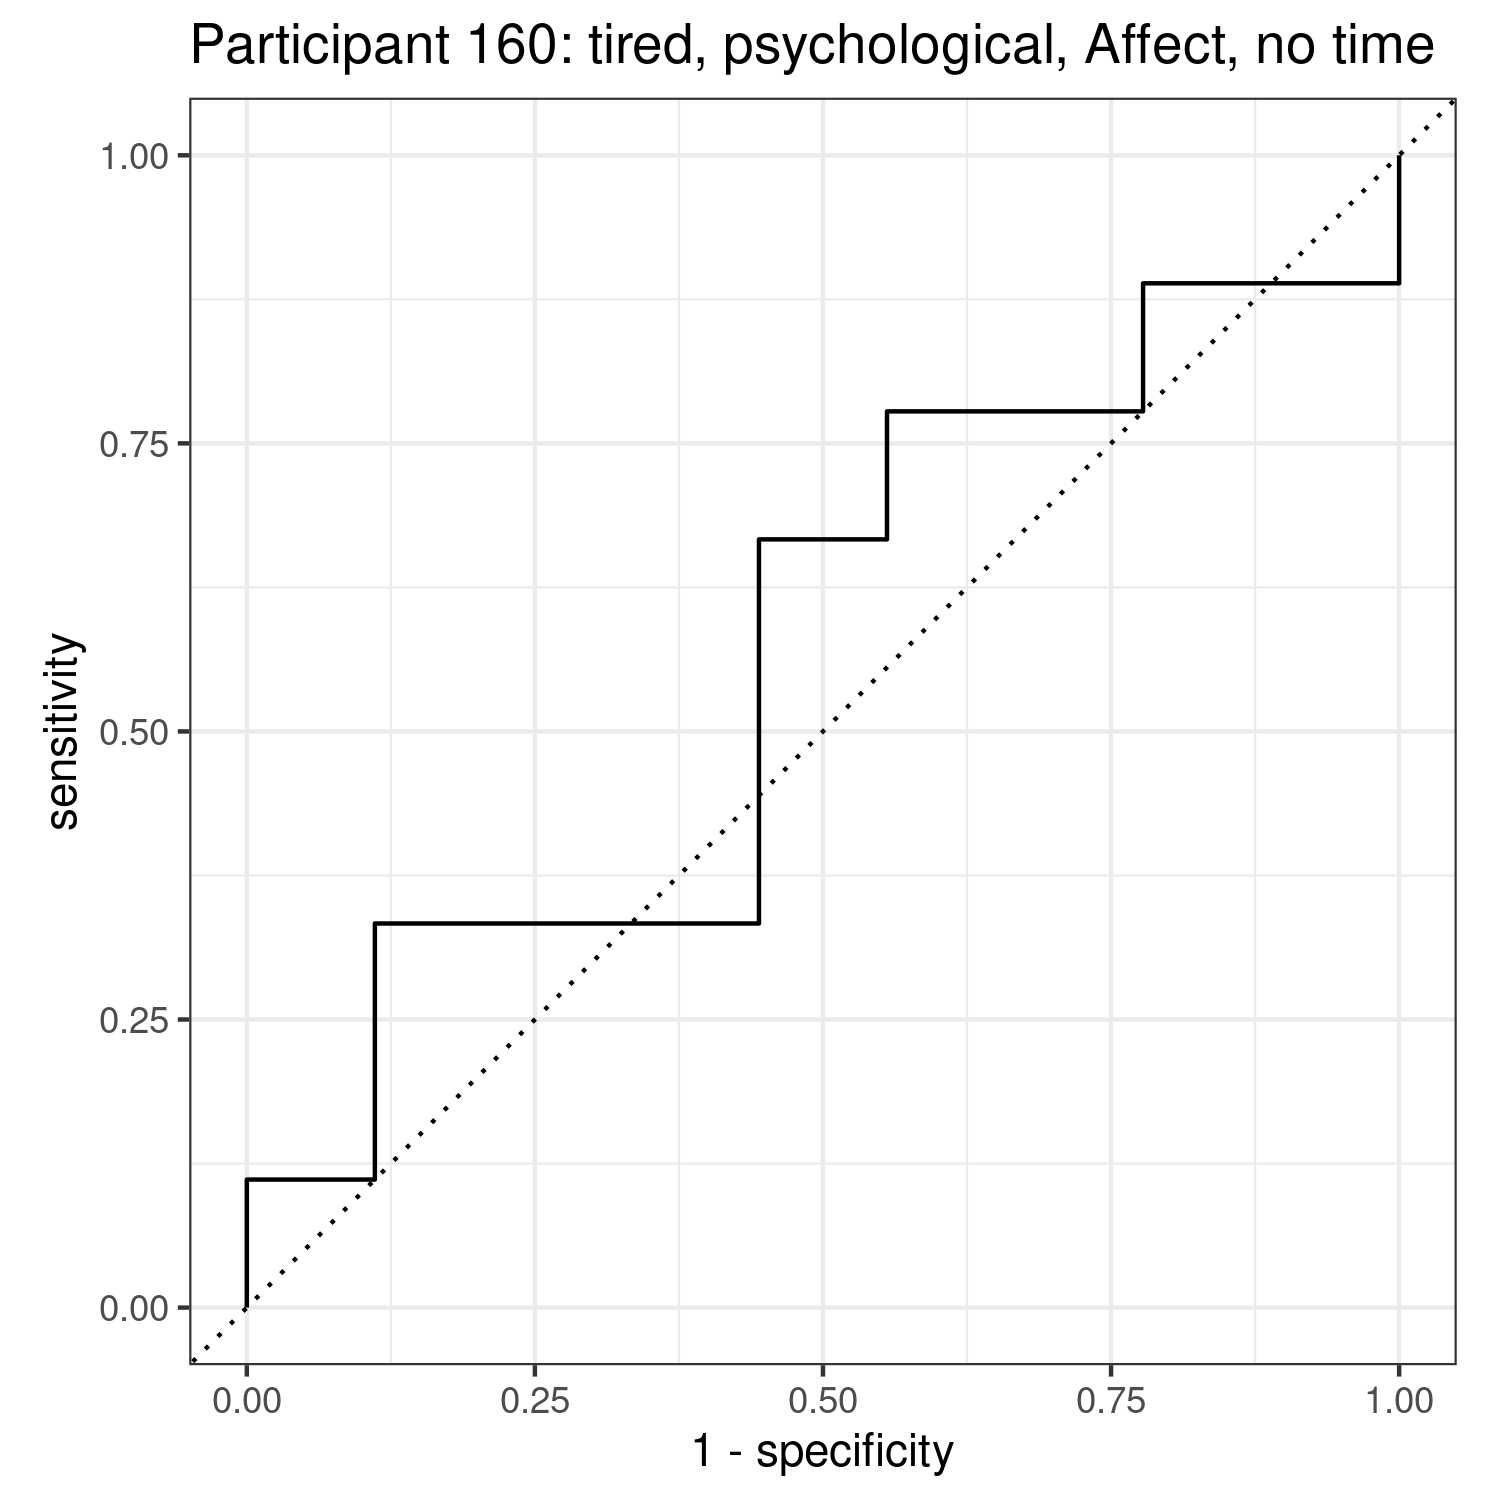 Participant 160: tired, psychological, Affect, no time
1.00
0.75
0.50
0.25
0.00
sensitivity
0.00 0.25 0.50 0.75 1.00
1 - specificity